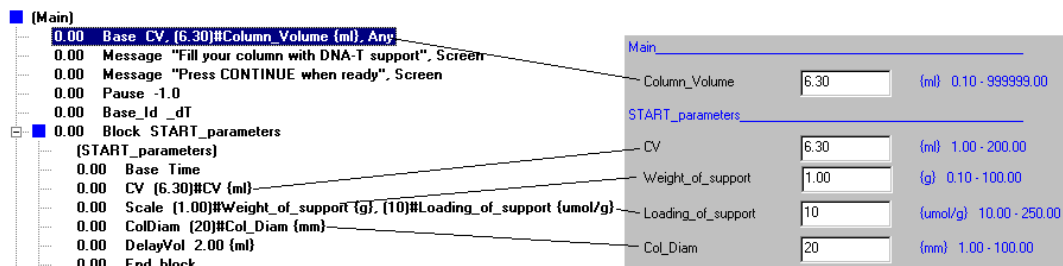 (Main)
0.00 Base CV, (6.30)#Column_Volume {ml}, Any
0.00 Message "Fill your column with DNA-T support", Screen
0.00 Message "Press CONTINUE when ready", Screen
0.00 Pause -1.0
0.00 Base_Id _dT
0.00 Block START_parameters
(START_parameters)
0.00 Base Time
0.00 CV (6.30)#CV {ml}
0.00 Scale (1.00)#Weight_of_support {g}, (10)#Loading_of_support {umol/g}
0.00 ColDiam (20)#Col_Diam {mm}
0.00 DelayVol 2.00 {ml}
0.00 End_block
Main
Column_Volume 6.30 {ml} 0.10 - 999999.00
START_parameters
CV 6.30 {ml} 1.00 - 200.00
Weight_of_support 1.00 {g} 0.10 - 100.00
Loading_of_support 10 {umol/g} 10.00 - 250.00
Col_Diam 20 {mm} 1.00 - 100.00